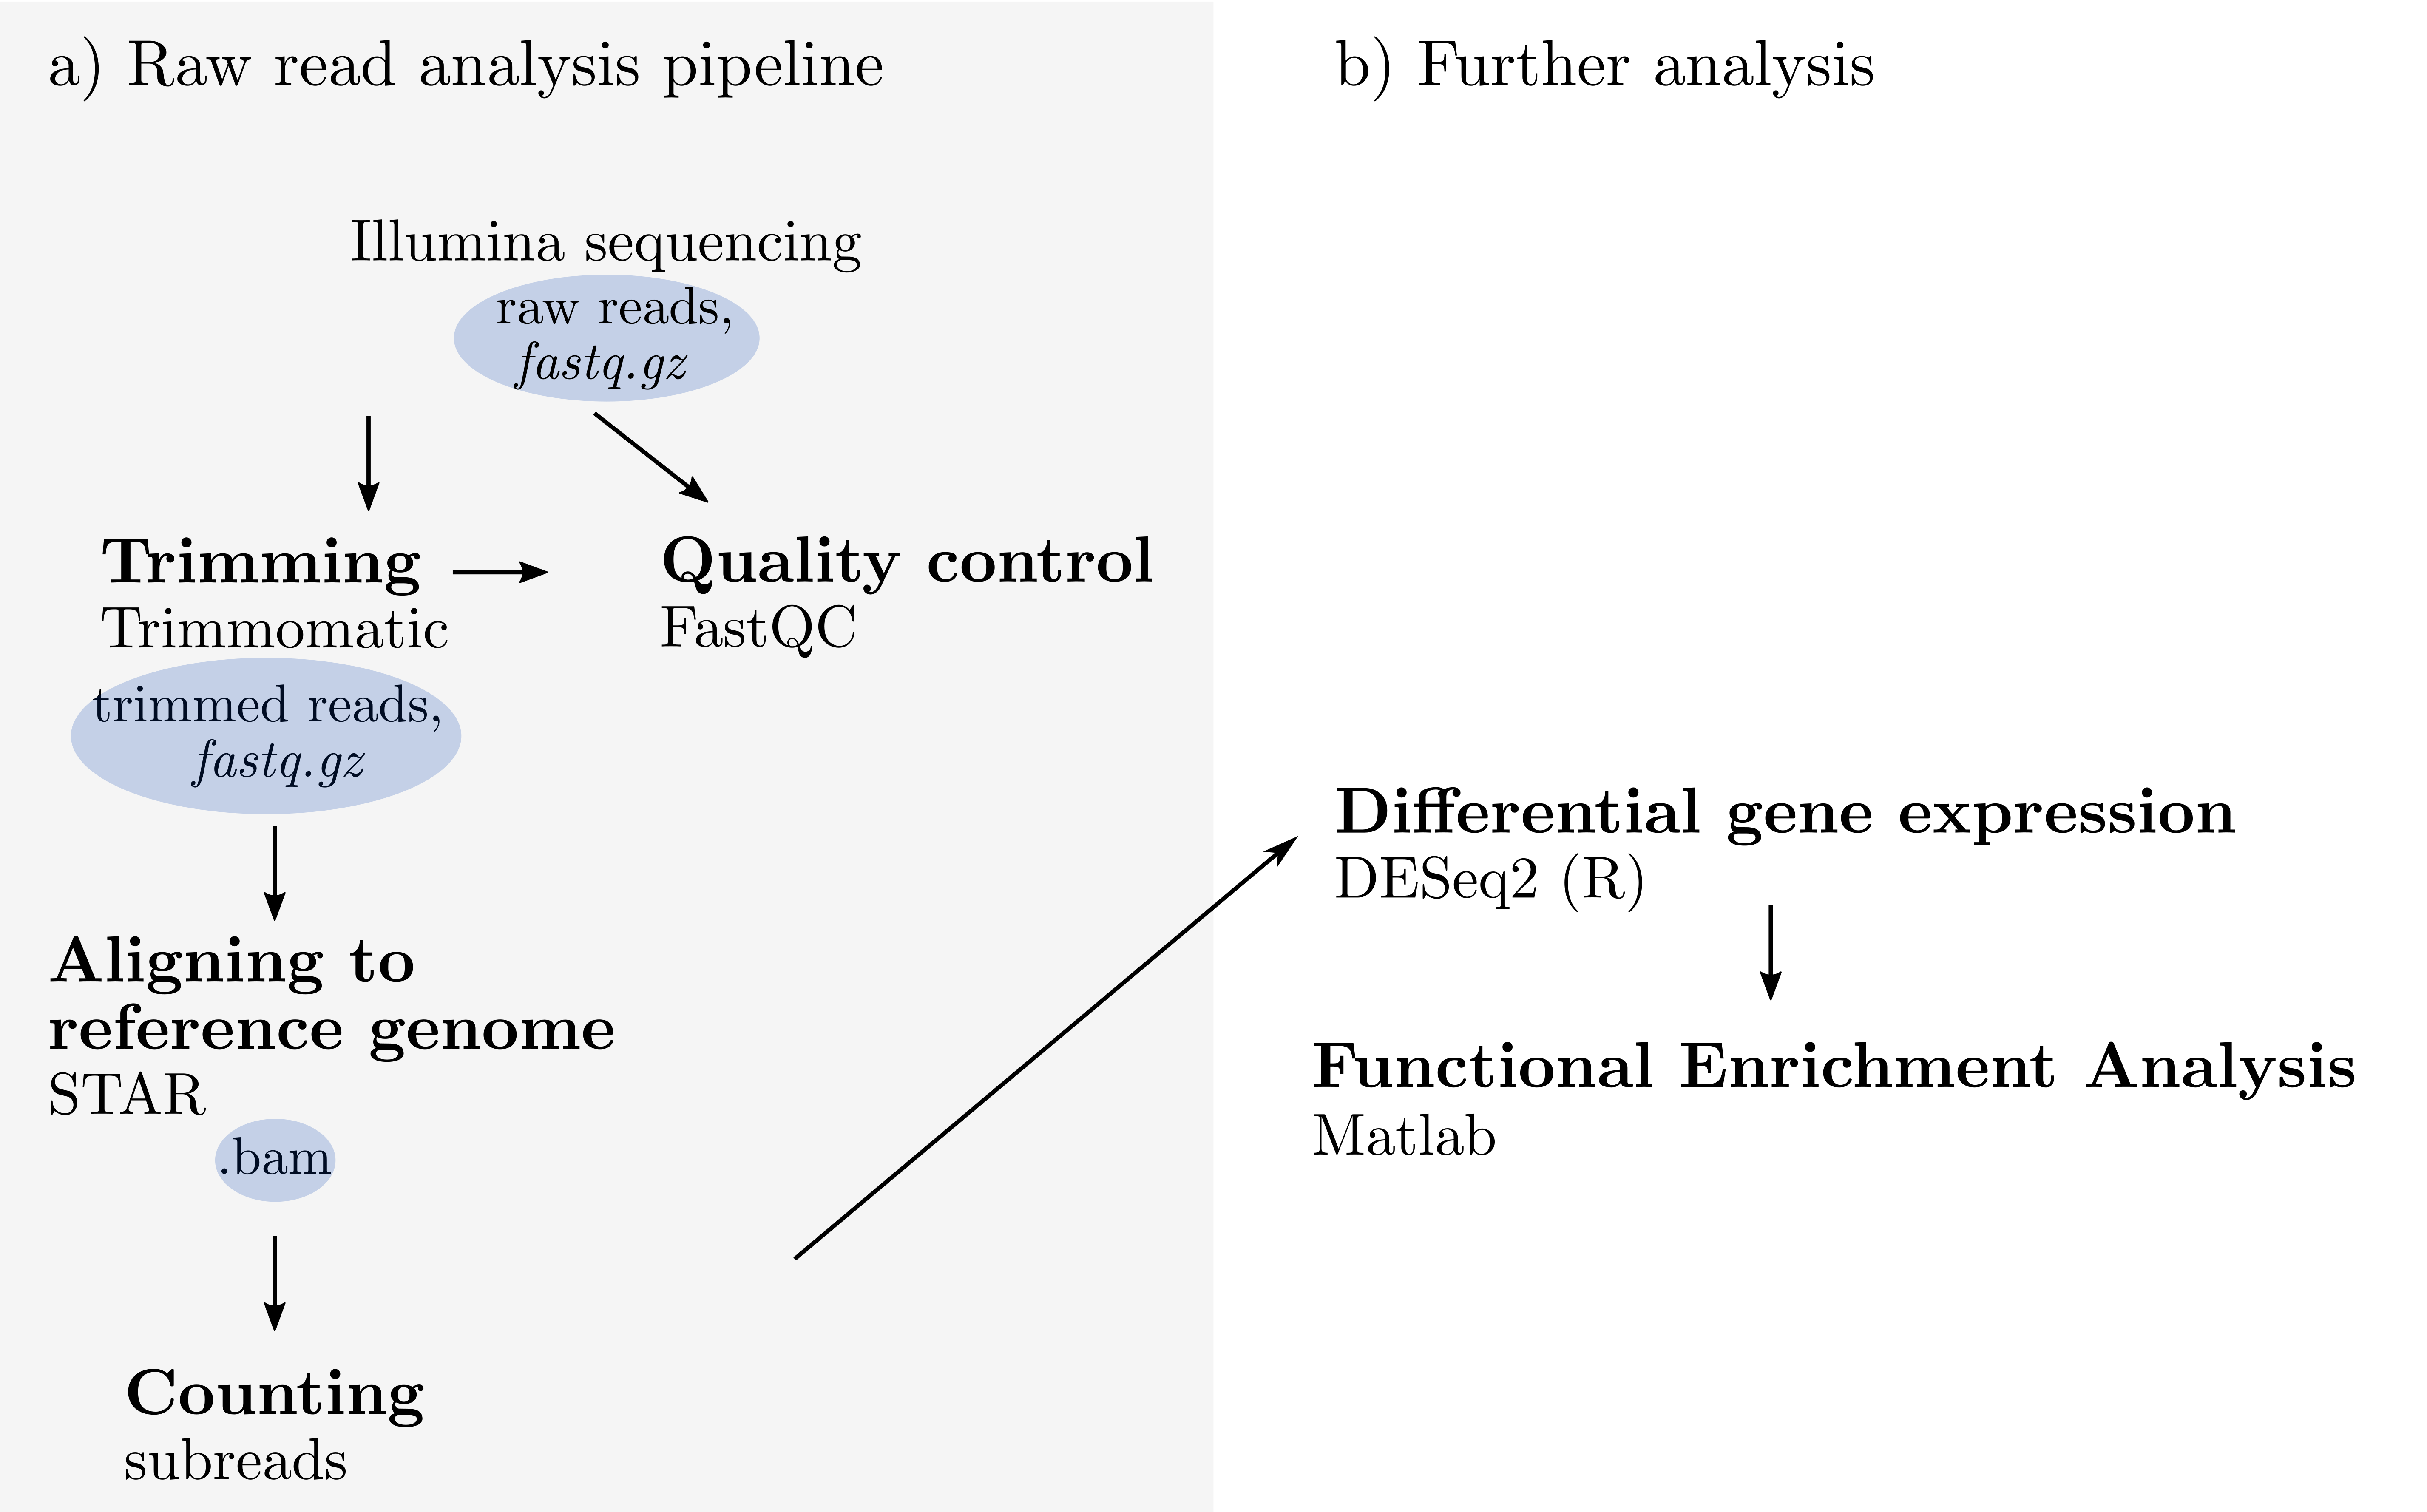 a) Raw read analysis pipeline
Illumina sequencing
raw reads,
fastq.gz
Trimming
Trimmomatic
trimmed reads,
fastq.gz
Quality control
FastQC
Aligning to
reference genome
STAR
.bam
Counting
subreads
b) Further analysis
Differential gene expression
DESeq2 (R)
Functional Enrichment Analysis
Matlab